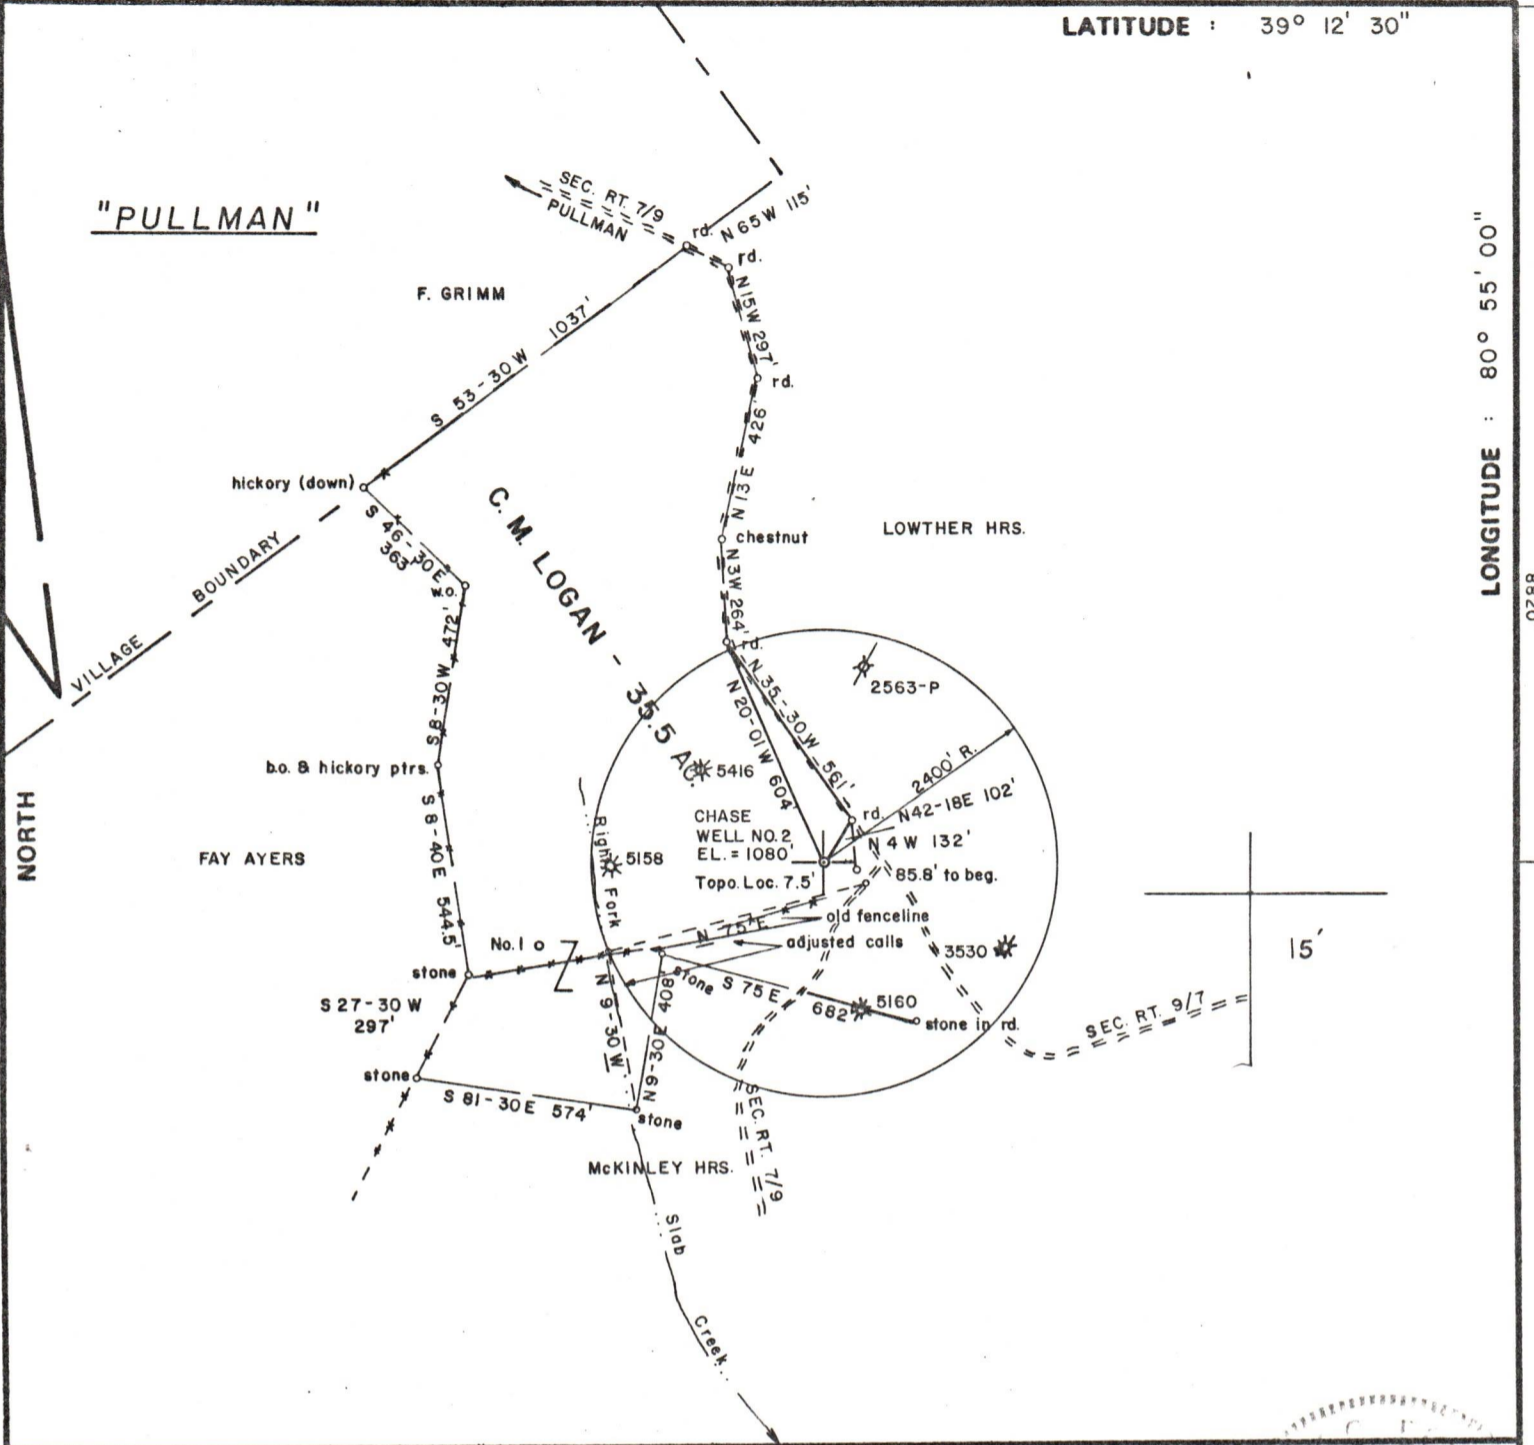 LATITUDE : 39° 12' 30"
"PULLMAN"
SEC. RT. 7/9
PULLMAN
rd.
N 65 W 115'
rd.
F. GRIMM
N 15 W 297'
S 53-30 W 1037'
rd.
LONGITUDE : 80° 55' 00"
N 13 E 426'
hickory (down)
S 46-30 E
363'
w.o.
C. M. LOGAN - 35.5 AC.
chestnut
LOWTHER HRS.
VILLAGE BOUNDARY
N 3 W 264'
S 8-30 W 472'
2563-P
N 35-30 W 561'
N 20-01 W 604'
b.o. & hickory ptrs.
5416
2400' R.
NORTH
S 8-40 E 544.5'
CHASE
WELL NO. 2
EL. = 1080'
Topo. Loc. 7.5'
rd.
N 42-18 E 102'
N 4 W 132'
85.8' to beg.
FAY AYERS
Right Fork
5158
old fenceline
N 75 E
adjusted calls
No. 1
3530
15'
stone
stone
S 75 E
682'
5160
stone in rd.
S 27-30 W
297'
N 9-30 W
N 9-30 E 408'
SEC. RT. 9/7
stone
S 81-30 E 574'
stone
SEC. RT. 7/9
McKINLEY HRS.
Slab
Creek